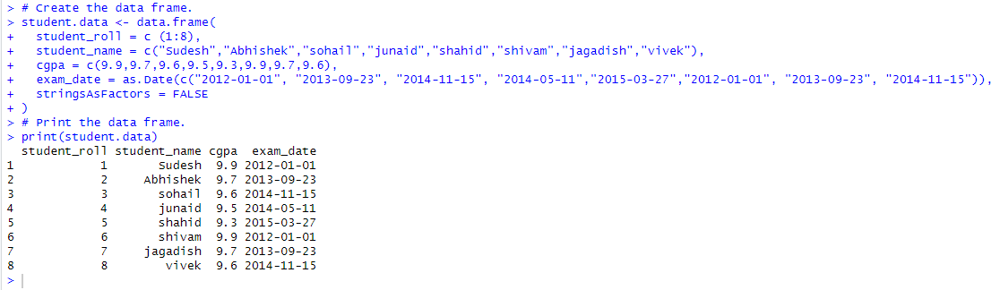 > # Create the data frame.
> student.data <- data.frame(
+   student_roll = c (1:8),
+   student_name = c("Sudesh","Abhishek","sohail","junaid","shahid","shivam","jagadish","vivek"),
+   cgpa = c(9.9,9.7,9.6,9.5,9.3,9.9,9.7,9.6),
+   exam_date = as.Date(c("2012-01-01", "2013-09-23", "2014-11-15", "2014-05-11","2015-03-27","2012-01-01", "2013-09-23", "2014-11-15")),
+   stringsAsFactors = FALSE
+ )
> # Print the data frame.
> print(student.data)
  student_roll student_name cgpa  exam_date
1            1       Sudesh  9.9 2012-01-01
2            2     Abhishek  9.7 2013-09-23
3            3       sohail  9.6 2014-11-15
4            4       junaid  9.5 2014-05-11
5            5       shahid  9.3 2015-03-27
6            6       shivam  9.9 2012-01-01
7            7     jagadish  9.7 2013-09-23
8            8        vivek  9.6 2014-11-15
>